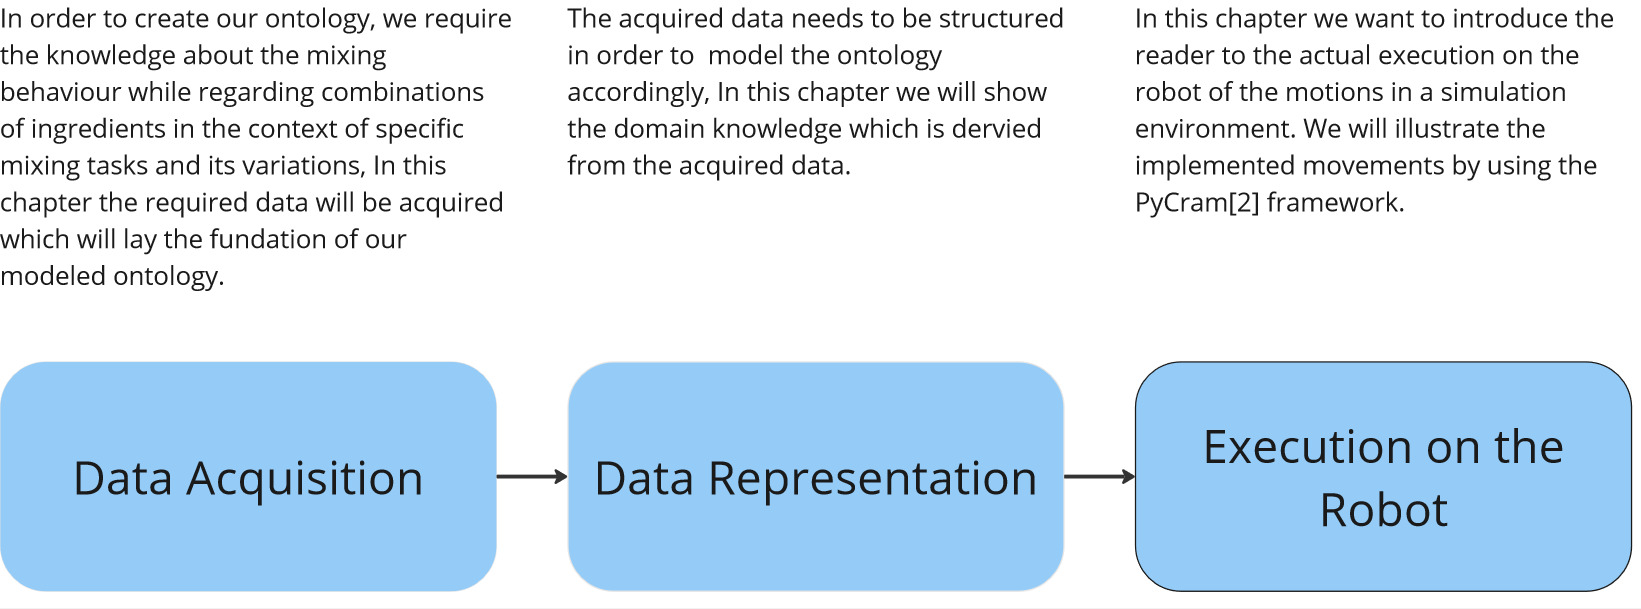 In order to create our ontology, we require
the knowledge about the mixing
behaviour while regarding combinations
of ingredients in the context of specific
mixing tasks and its variations, In this
chapter the required data will be acquired
which will lay the fundation of our
modeled ontology.
The acquired data needs to be structured
in order to  model the ontology
accordingly, In this chapter we will show
the domain knowledge which is dervied
from the acquired data.
In this chapter we want to introduce the
reader to the actual execution on the
robot of the motions in a simulation
environment. We will illustrate the
implemented movements by using the
PyCram[2] framework.
Data Acquisition
Data Representation
Execution on the
Robot